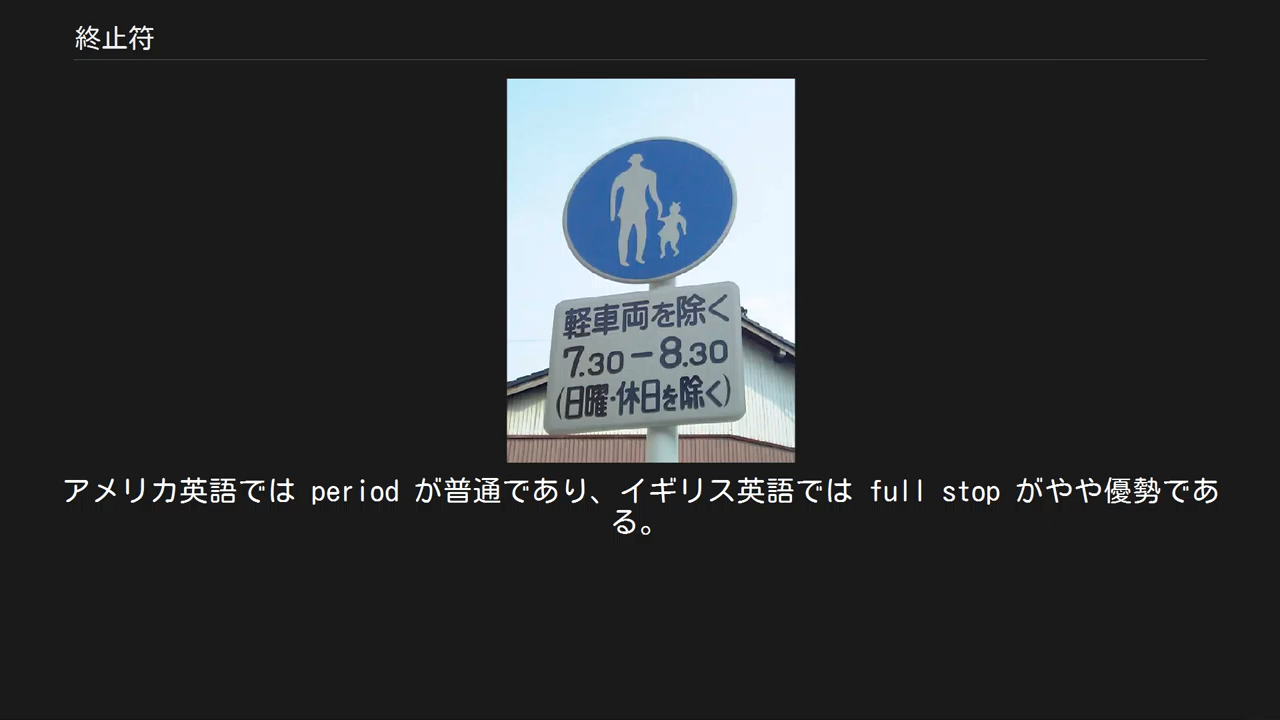 終止符
軽車両を除く
7.30-8.30
(日曜·休日を除く)
アメリカ英語では period が普通であり、イギリス英語では full stop がやや優勢であ
る。